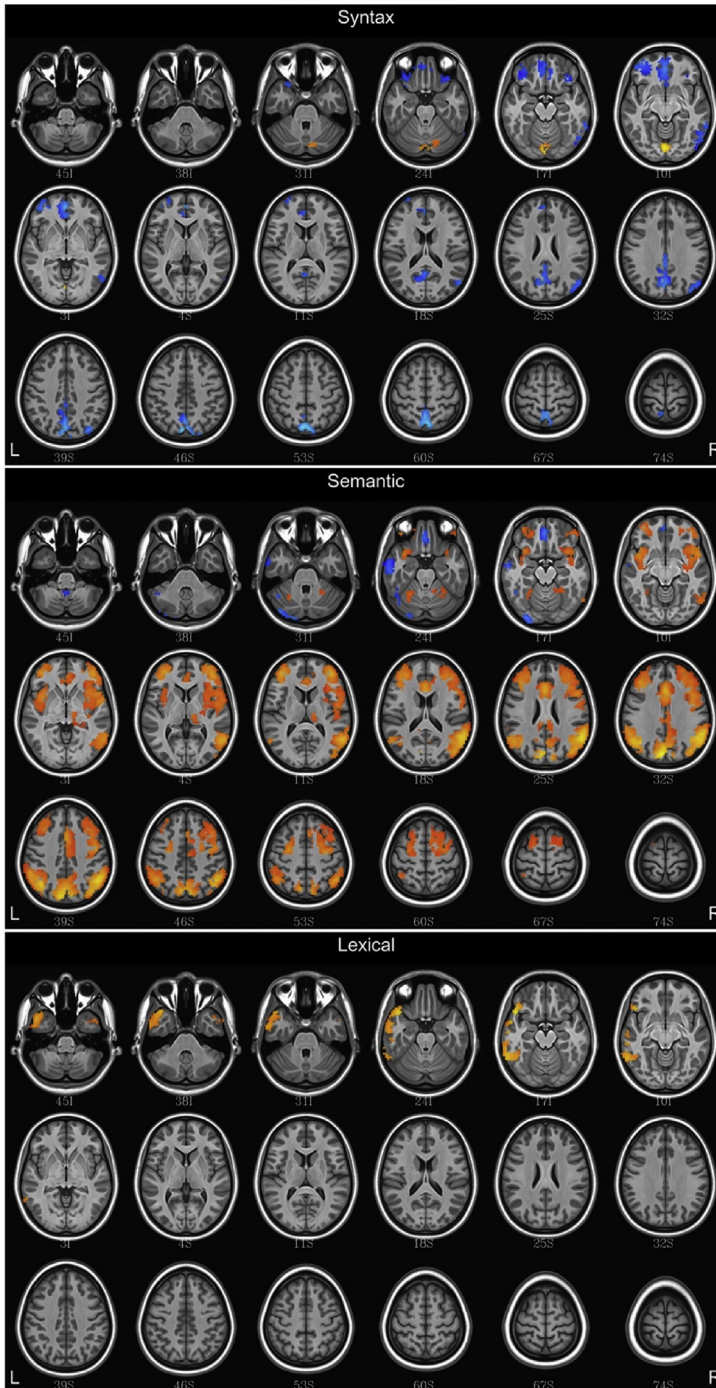 Syntax
45I 38I 31I 24I 17I 10I
3I 4S 11S 18S 25S 32S
L R
39S 46S 53S 60S 67S 74S
Semantic
45I 38I 31I 24I 17I 10I
3I 4S 11S 18S 25S 32S
L R
39S 46S 53S 60S 67S 74S
Lexical
45I 38I 31I 24I 17I 10I
3I 4S 11S 18S 25S 32S
L R
39S 46S 53S 60S 67S 74S